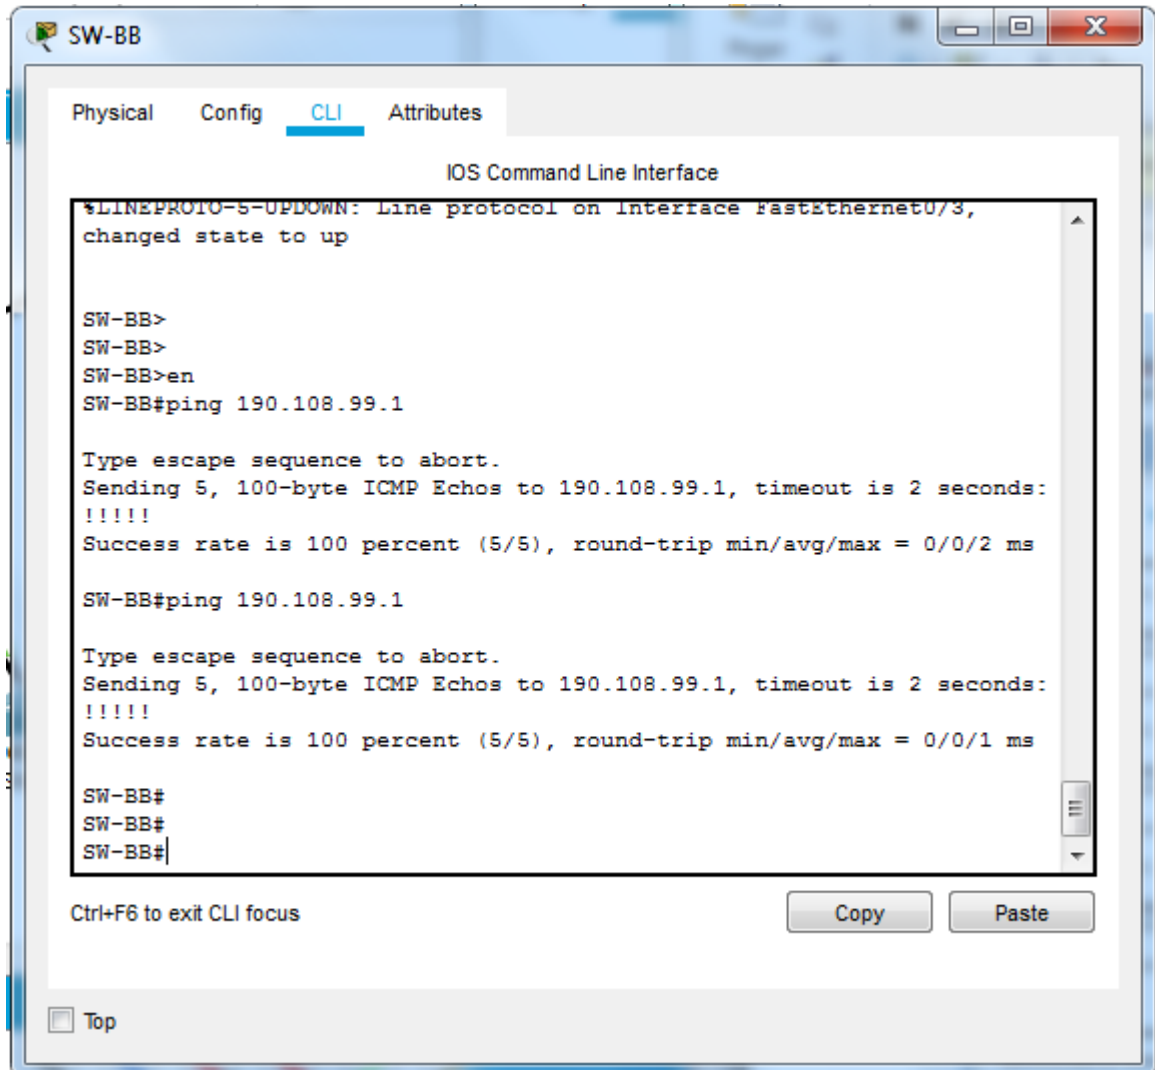 SW-BB
Physical Config CLI Attributes
IOS Command Line Interface
%LINEPROTO-5-UPDOWN: Line protocol on Interface FastEthernet0/3,
changed state to up
SW-BB>
SW-BB>
SW-BB>en
SW-BB#ping 190.108.99.1
Type escape sequence to abort.
Sending 5, 100-byte ICMP Echos to 190.108.99.1, timeout is 2 seconds:
!!!!!
Success rate is 100 percent (5/5), round-trip min/avg/max = 0/0/2 ms
SW-BB#ping 190.108.99.1
Type escape sequence to abort.
Sending 5, 100-byte ICMP Echos to 190.108.99.1, timeout is 2 seconds:
!!!!!
Success rate is 100 percent (5/5), round-trip min/avg/max = 0/0/1 ms
SW-BB#
SW-BB#
SW-BB#
Ctrl+F6 to exit CLI focus
Copy Paste
Top